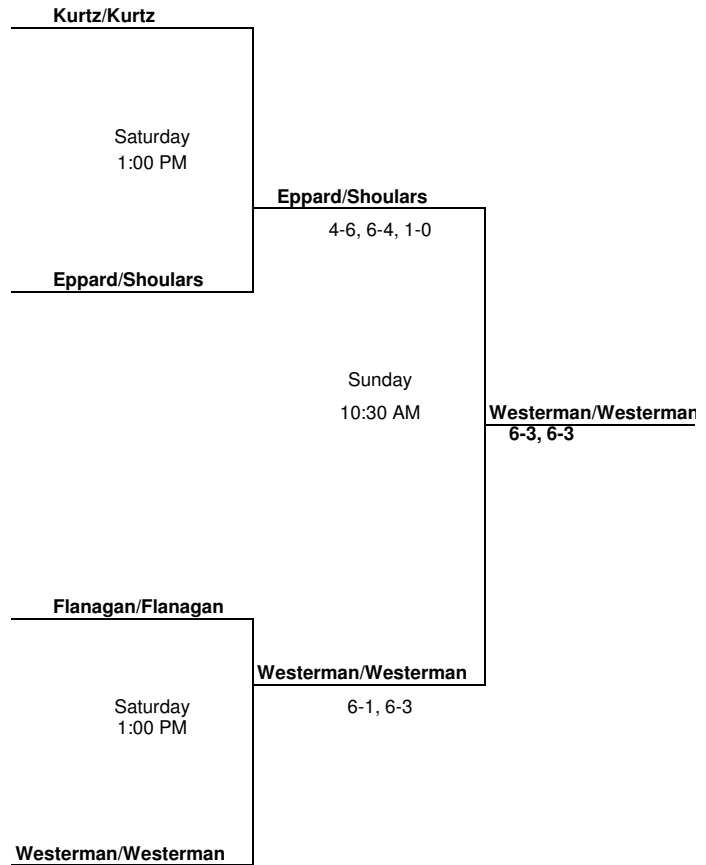 Kurtz/Kurtz
Saturday
1:00 PM
Eppard/Shoulars
4-6, 6-4, 1-0
Eppard/Shoulars
Sunday
10:30 AM
Westerman/Westerman
6-3, 6-3
Flanagan/Flanagan
Westerman/Westerman
Saturday
6-1, 6-3
1:00 PM
Westerman/Westerman